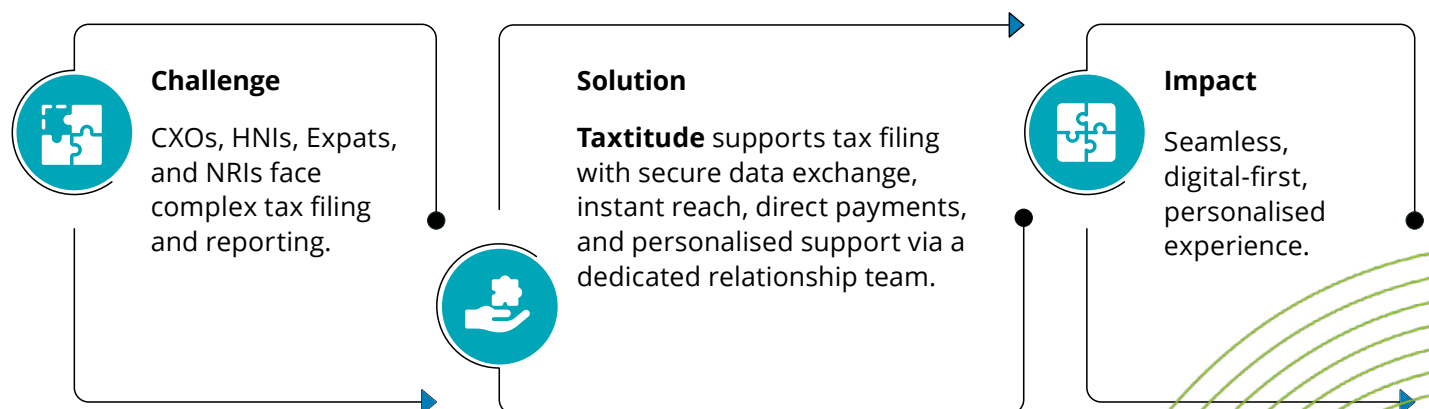 Challenge
CXOs, HNIs, Expats,
and NRIs face
complex tax filing
and reporting.
Solution
Taxtitude supports tax filing
with secure data exchange,
instant reach, direct payments,
and personalised support via a
dedicated relationship team.
Impact
Seamless,
digital-first,
personalised
experience.